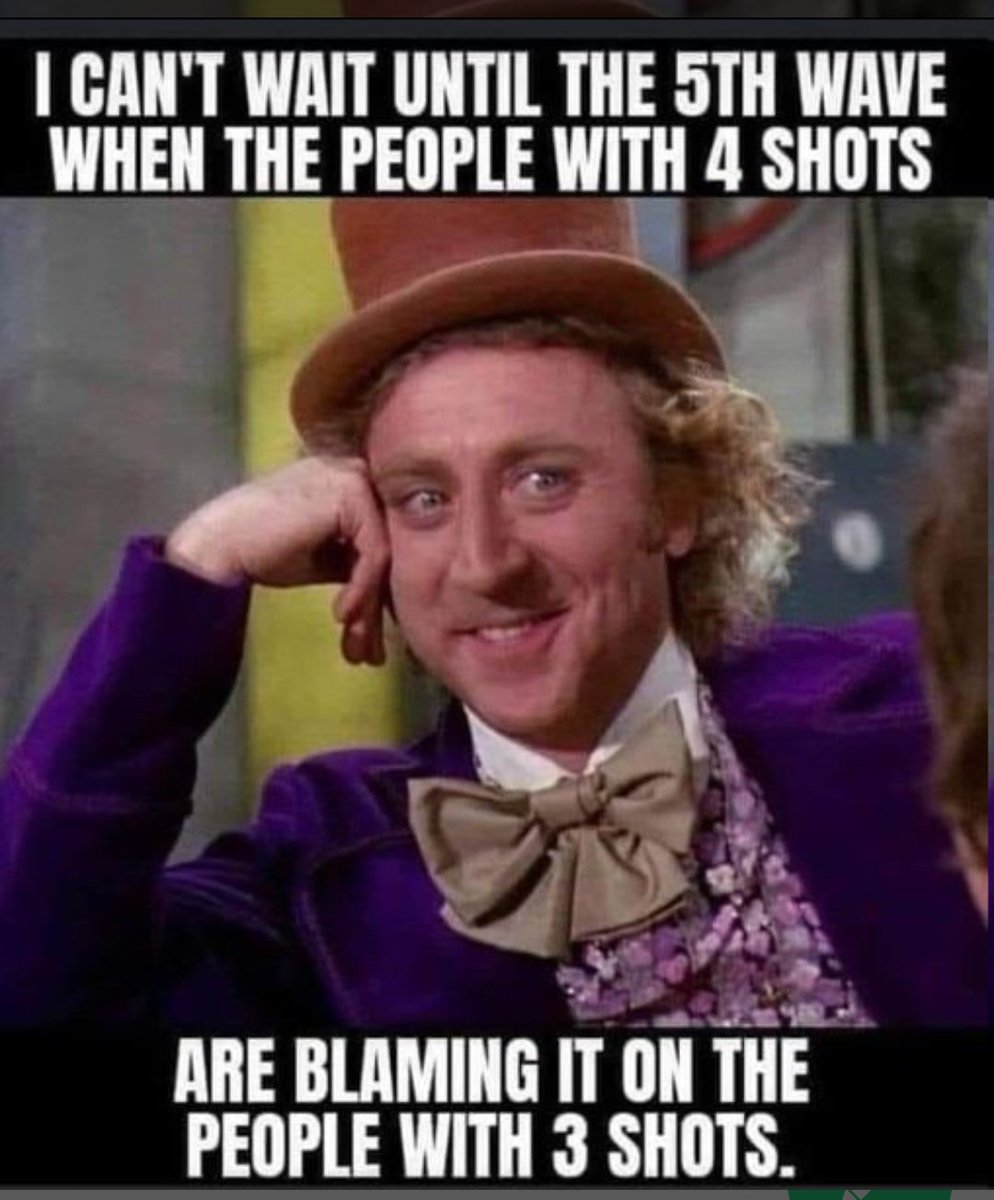 I CAN'T WAIT UNTIL THE 5TH WAVE
WHEN THE PEOPLE WITH 4 SHOTS
ARE BLAMING IT ON THE
PEOPLE WITH 3 SHOTS.